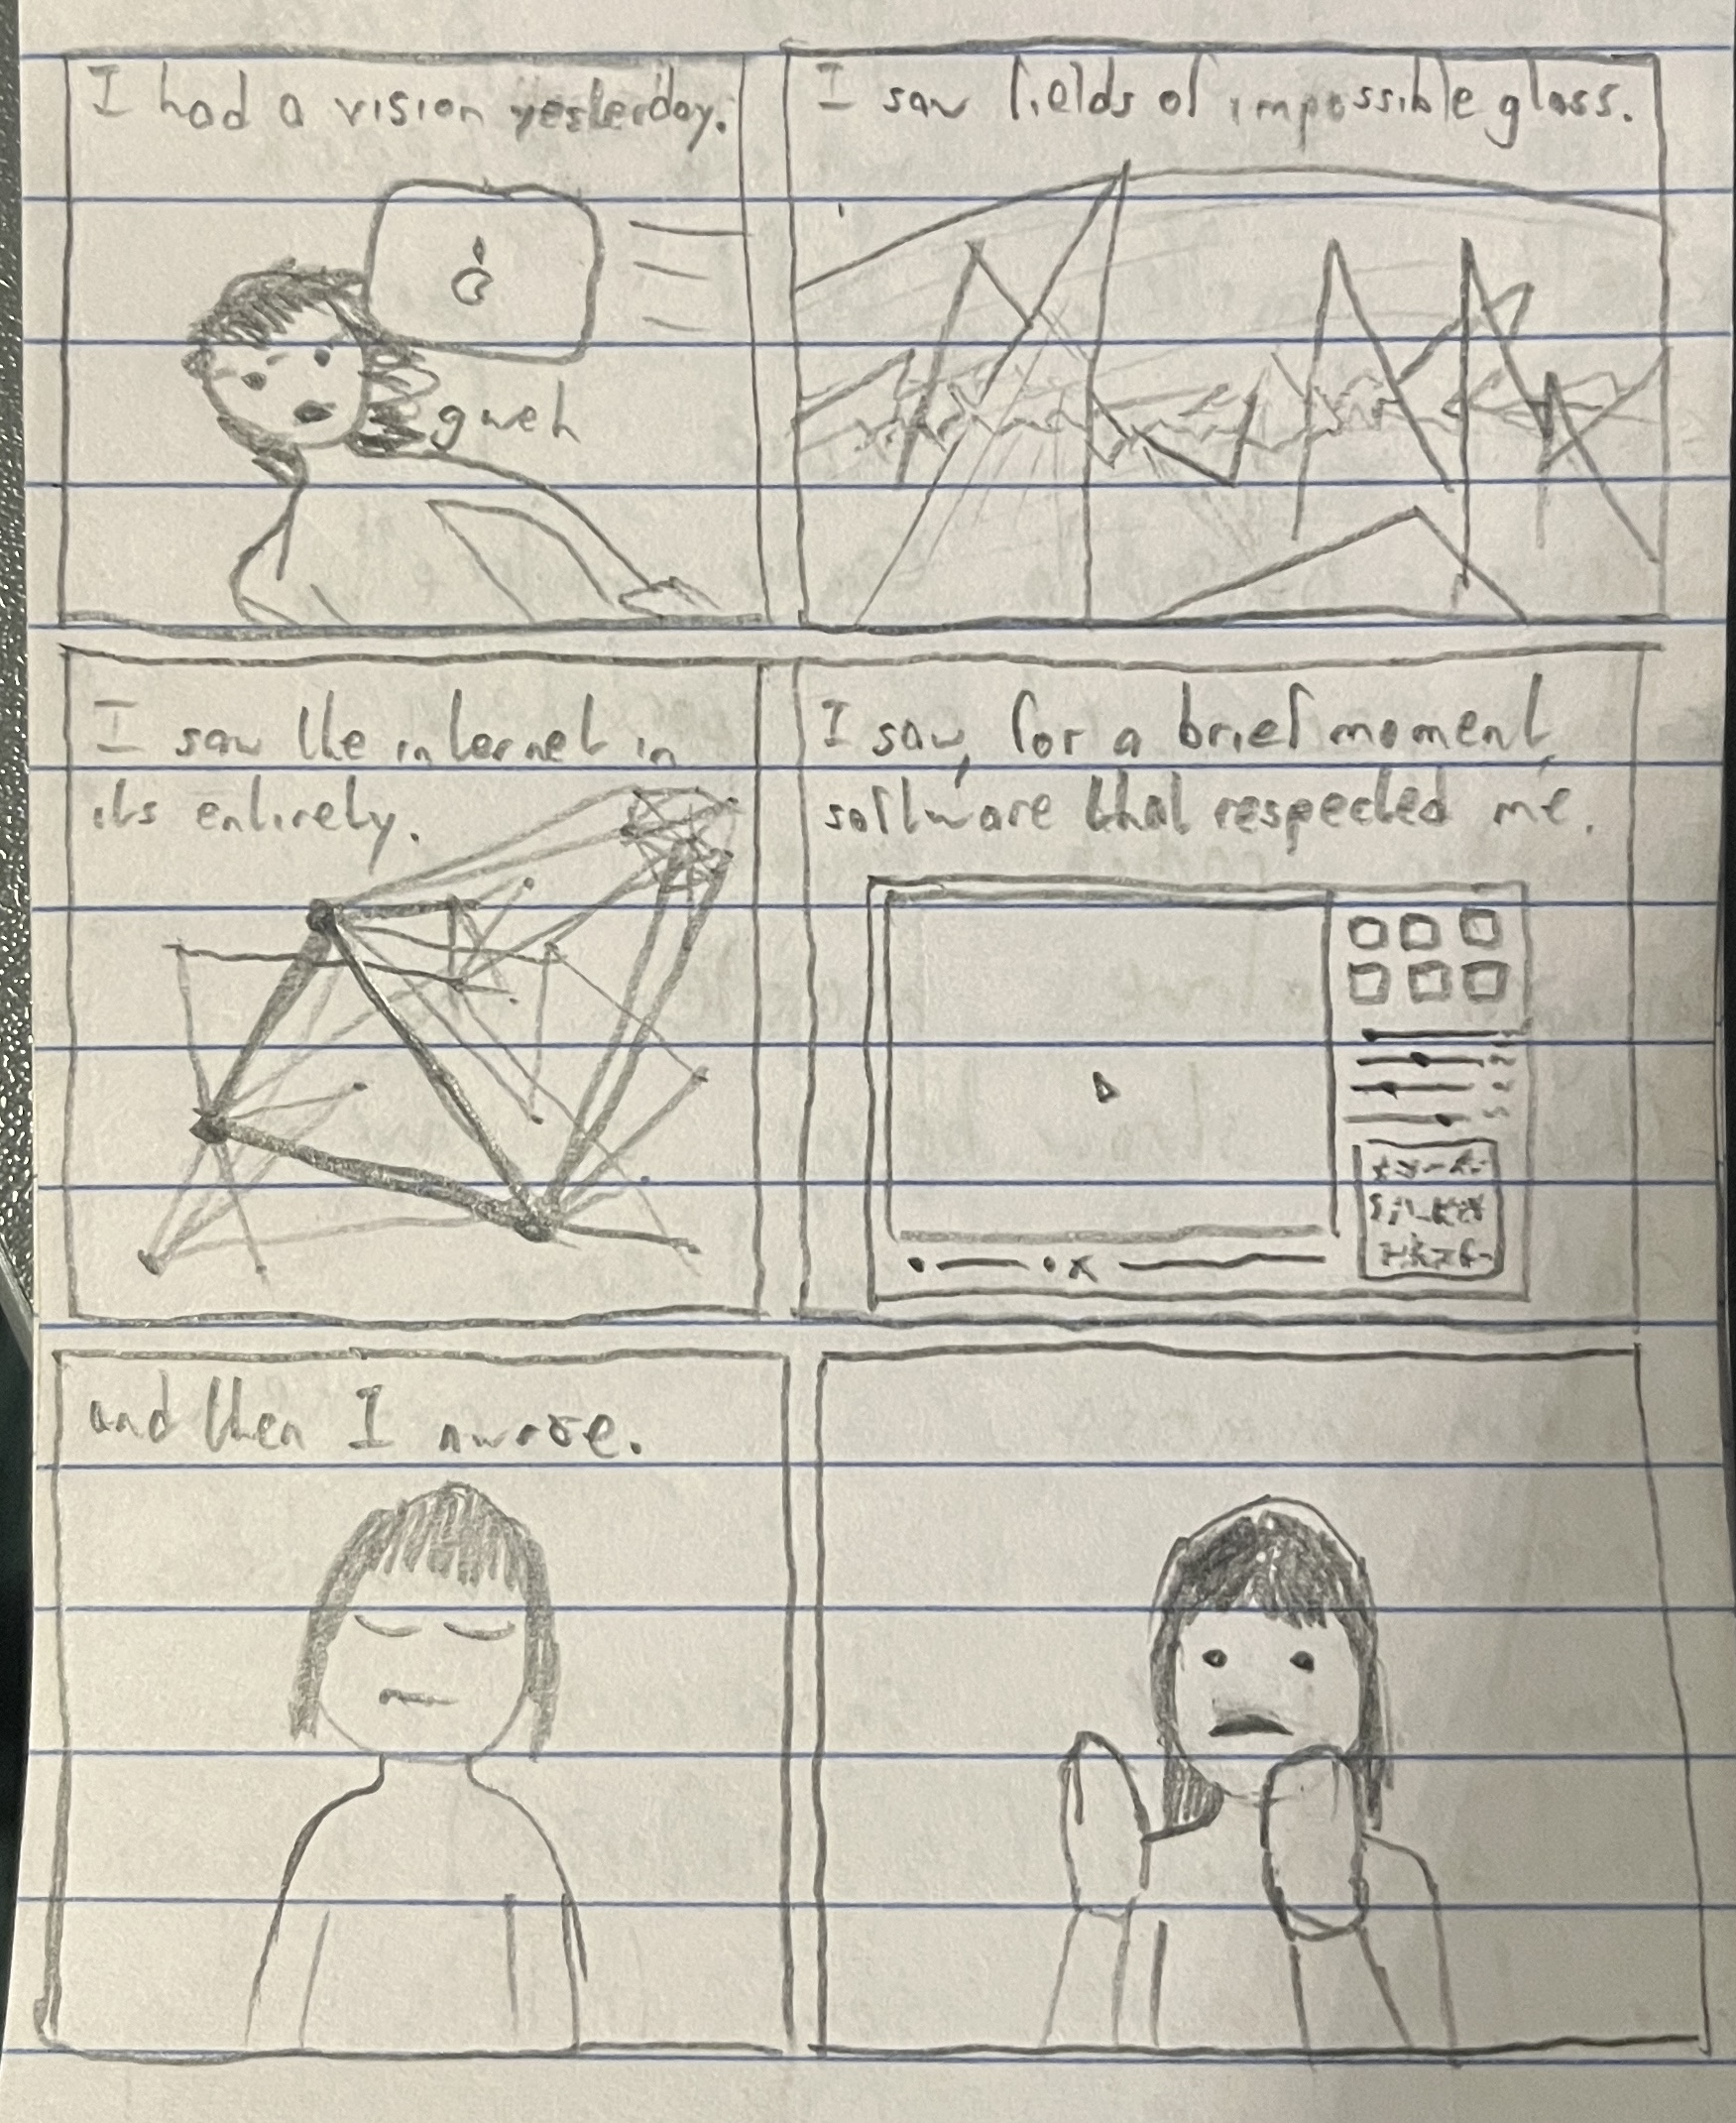 I had a vision yesterday.
gweh
I saw fields of impossible glass.
I saw the internet in
its entirety.
I saw, for a brief moment,
software that respected me.
and then I awoke.